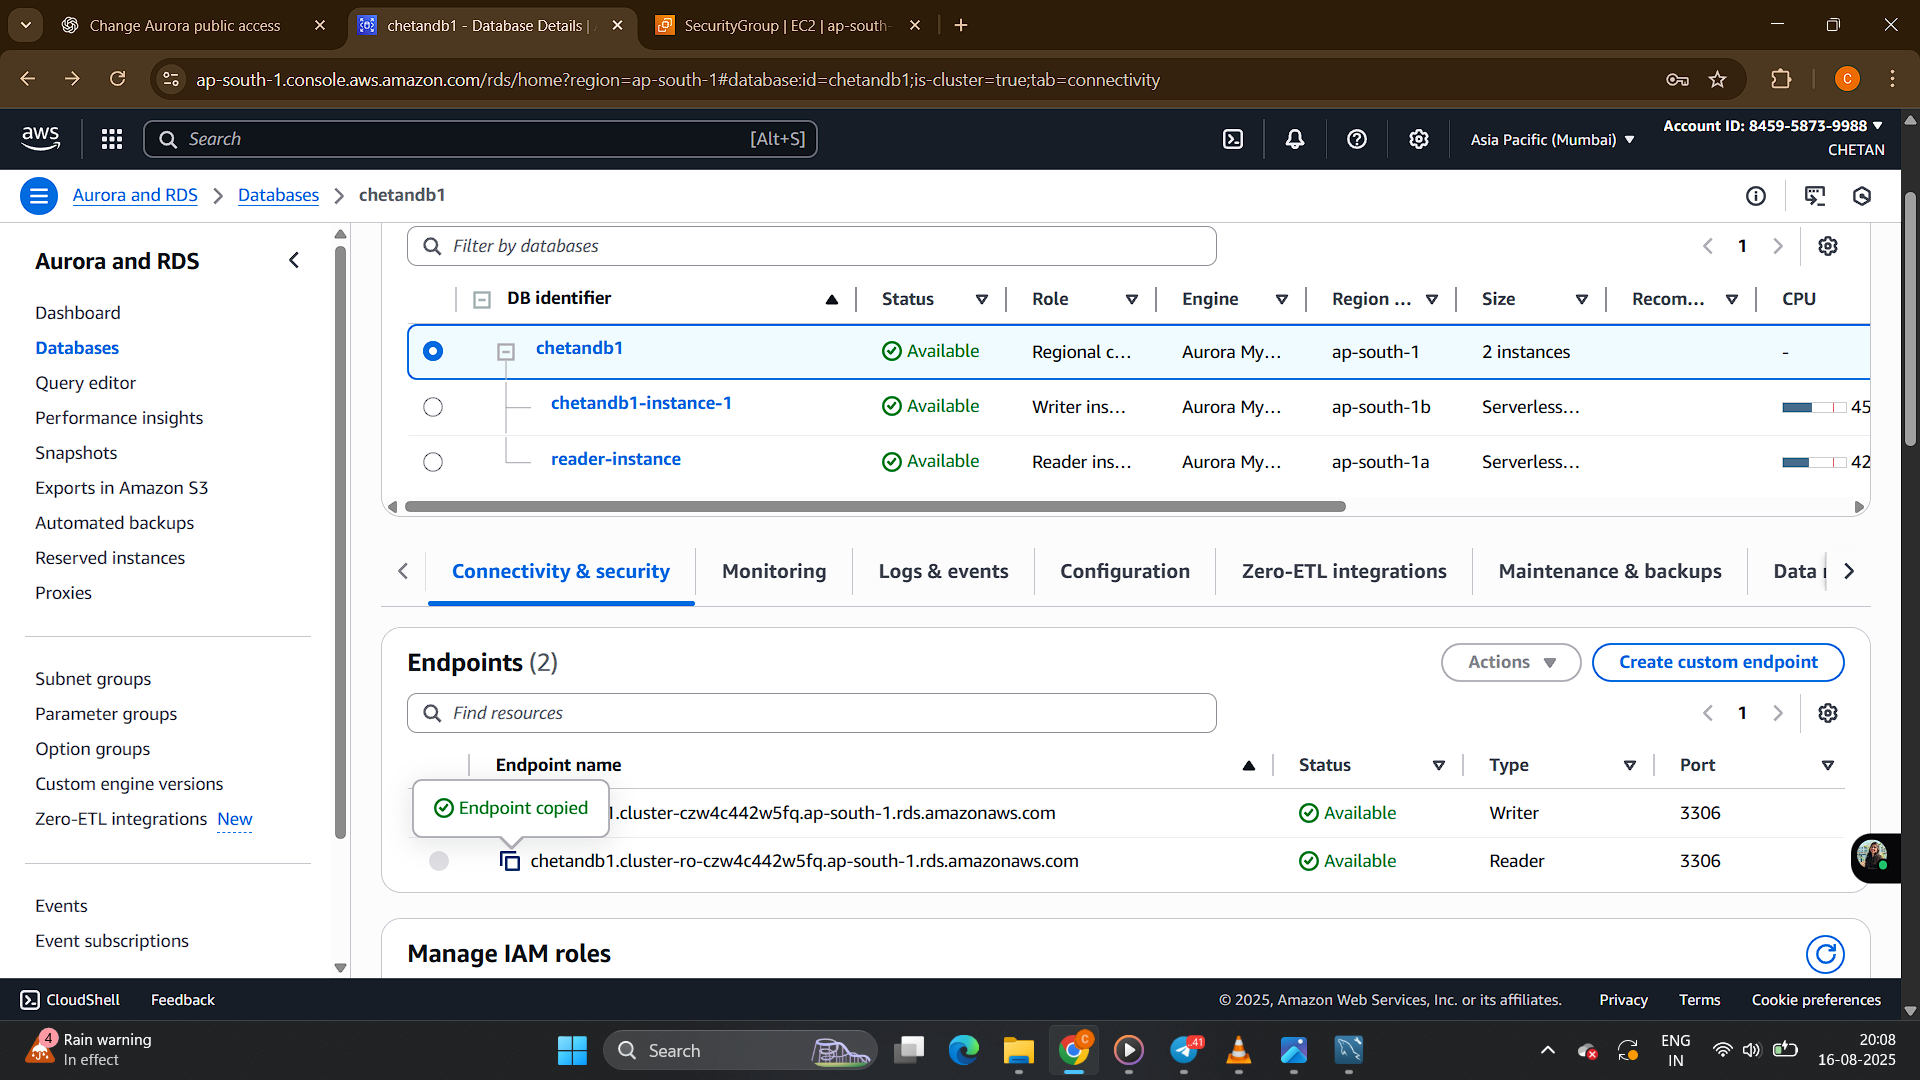 Change Aurora public access
chetandb1 - Database Details |
SecurityGroup | EC2 | ap-south-
ap-south-1.console.aws.amazon.com/rds/home?region=ap-south-1#database:id=chetandb1;is-cluster=true;tab=connectivity
C
aws
Search
[Alt+S]
Asia Pacific (Mumbai)
Account ID: 8459-5873-9988
CHETAN
Aurora and RDS
Databases
chetandb1
Aurora and RDS
Dashboard
Databases
Query editor
Performance insights
Snapshots
Exports in Amazon S3
Automated backups
Reserved instances
Proxies
Subnet groups
Parameter groups
Option groups
Custom engine versions
Zero-ETL integrations New
Events
Event subscriptions
Filter by databases
1
DB identifier Status Role Engine Region ... Size Recom... CPU
chetandb1 Available Regional c... Aurora My... ap-south-1 2 instances -
chetandb1-instance-1 Available Writer ins... Aurora My... ap-south-1b Serverless... 45
reader-instance Available Reader ins... Aurora My... ap-south-1a Serverless... 42
Connectivity & security
Monitoring
Logs & events
Configuration
Zero-ETL integrations
Maintenance & backups
Data
Endpoints (2)
Actions
Create custom endpoint
Find resources
1
Endpoint name Status Type Port
Endpoint copied
1.cluster-czw4c442w5fq.ap-south-1.rds.amazonaws.com Available Writer 3306
chetandb1.cluster-ro-czw4c442w5fq.ap-south-1.rds.amazonaws.com Available Reader 3306
Manage IAM roles
CloudShell
Feedback
© 2025, Amazon Web Services, Inc. or its affiliates.
Privacy
Terms
Cookie preferences
4
Rain warning
In effect
Search
C
41
ENG
IN
20:08
16-08-2025